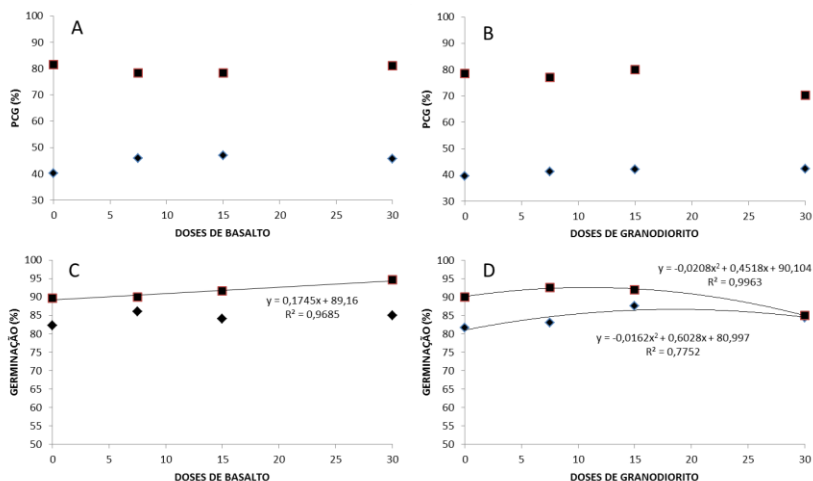 A
100
90
80
70
60
50
40
30
PCG (%)
0 5 10 15 20 25 30
DOSES DE BASALTO
B
100
90
80
70
60
50
40
30
PCG (%)
0 5 10 15 20 25 30
DOSES DE GRANODIORITO
C
100
95
90
85
80
75
70
65
60
55
50
GERMINAÇÃO (%)
y = 0,1745x + 89,16
R² = 0,9685
0 5 10 15 20 25 30
DOSES DE BASALTO
D
100
95
90
85
80
75
70
65
60
55
50
GERMINAÇÃO (%)
y = -0,0208x² + 0,4518x + 90,104
R² = 0,9963
y = -0,0162x² + 0,6028x + 80,997
R² = 0,7752
0 5 10 15 20 25 30
DOSES DE GRANODIORITO